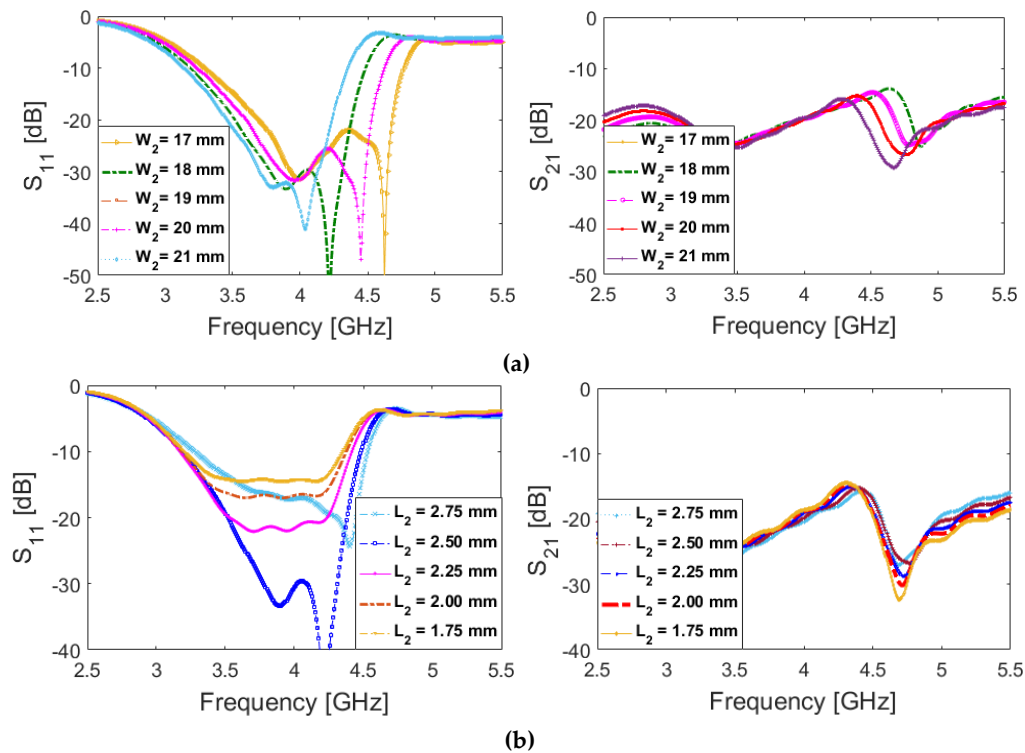 0
-10
-20
-30
-40
-50
S11 [dB]
W2= 17 mm
W2= 18 mm
W2= 19 mm
W2= 20 mm
W2= 21 mm
2.5 3 3.5 4 4.5 5 5.5
Frequency [GHz]
0
-10
-20
-30
-40
-50
S21 [dB]
W2= 17 mm
W2= 18 mm
W2= 19 mm
W2= 20 mm
W2= 21 mm
2.5 3 3.5 4 4.5 5 5.5
Frequency [GHz]
(a)
0
-10
-20
-30
-40
S11 [dB]
L2 = 2.75 mm
L2 = 2.50 mm
L2 = 2.25 mm
L2 = 2.00 mm
L2 = 1.75 mm
2.5 3 3.5 4 4.5 5 5.5
Frequency [GHz]
0
-10
-20
-30
-40
S21 [dB]
L2 = 2.75 mm
L2 = 2.50 mm
L2 = 2.25 mm
L2 = 2.00 mm
L2 = 1.75 mm
2.5 3 3.5 4 4.5 5 5.5
Frequency [GHz]
(b)